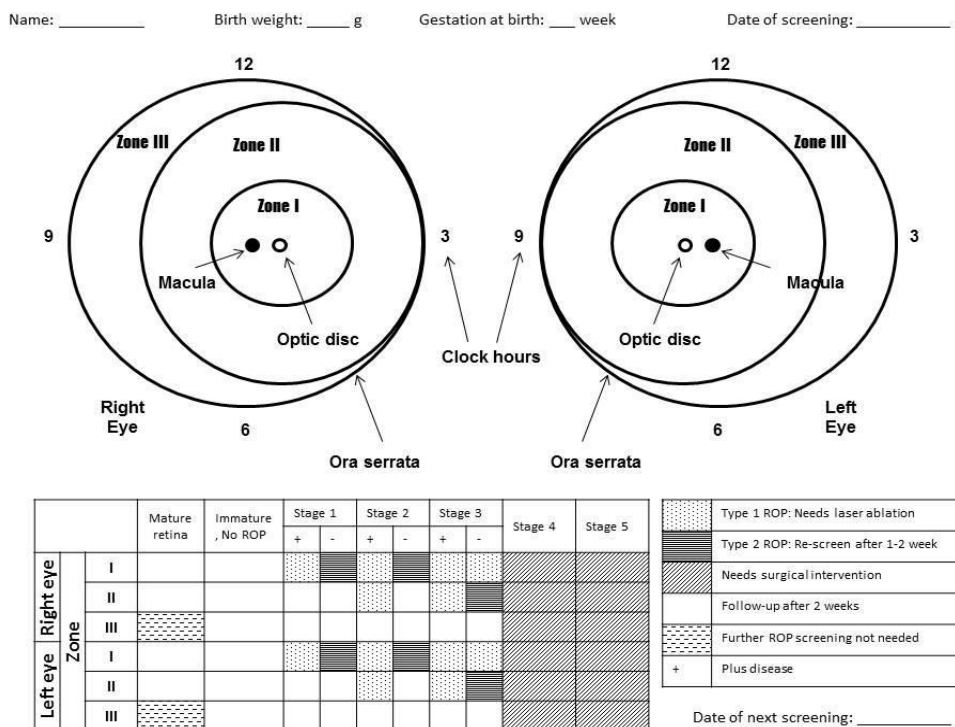 Name: __________ Birth weight: _____ g Gestation at birth: ___ week Date of screening: ___________
12 12
Zone III Zone II Zone II Zone III
Zone I Zone I
9 3 9 3
Macula Macula
Optic disc Optic disc
Clock hours
Right Eye Left Eye
6 6
Ora serrata Ora serrata
Mature retina Immature , No ROP Stage 1 Stage 2 Stage 3 Stage 4 Stage 5
+ - + - + -
Right eye Zone I
II
III
Left eye I
II
III
Type 1 ROP: Needs laser ablation
Type 2 ROP: Re-screen after 1-2 week
Needs surgical intervention
Follow-up after 2 weeks
Further ROP screening not needed
+ Plus disease
Date of next screening: ___________